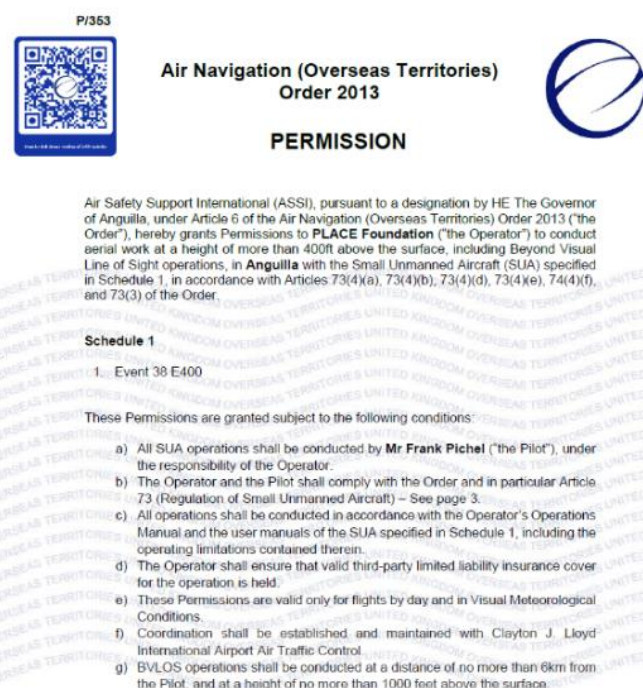 P/353
Air Navigation (Overseas Territories)
Order 2013
PERMISSION
Air Safety Support International (ASSI), pursuant to a designation by HE The Governor
of Anguilla, under Article 6 of the Air Navigation (Overseas Territories) Order 2013 ("the
Order"), hereby grants Permissions to PLACE Foundation ("the Operator") to conduct
aerial work at a height of more than 400ft above the surface, including Beyond Visual
Line of Sight operations, in Anguilla with the Small Unmanned Aircraft (SUA) specified
in Schedule 1, in accordance with Articles 73(4)(a), 73(4)(b), 73(4)(d), 73(4)(e), 74(4)(f),
and 73(3) of the Order.
Schedule 1
1. Event 38 E400
These Permissions are granted subject to the following conditions:
a) All SUA operations shall be conducted by Mr Frank Pichel ("the Pilot"), under
the responsibility of the Operator.
b) The Operator and the Pilot shall comply with the Order and in particular Article
73 (Regulation of Small Unmanned Aircraft) – See page 3.
c) All operations shall be conducted in accordance with the Operator's Operations
Manual and the user manuals of the SUA specified in Schedule 1, including the
operating limitations contained therein.
d) The Operator shall ensure that valid third-party limited liability insurance cover
for the operation is held.
e) These Permissions are valid only for flights by day and in Visual Meteorological
Conditions.
f) Coordination shall be established and maintained with Clayton J. Lloyd
International Airport Air Traffic Control.
g) BVLOS operations shall be conducted at a distance of no more than 6km from
the Pilot, and at a height of no more than 1000 feet above the surface.